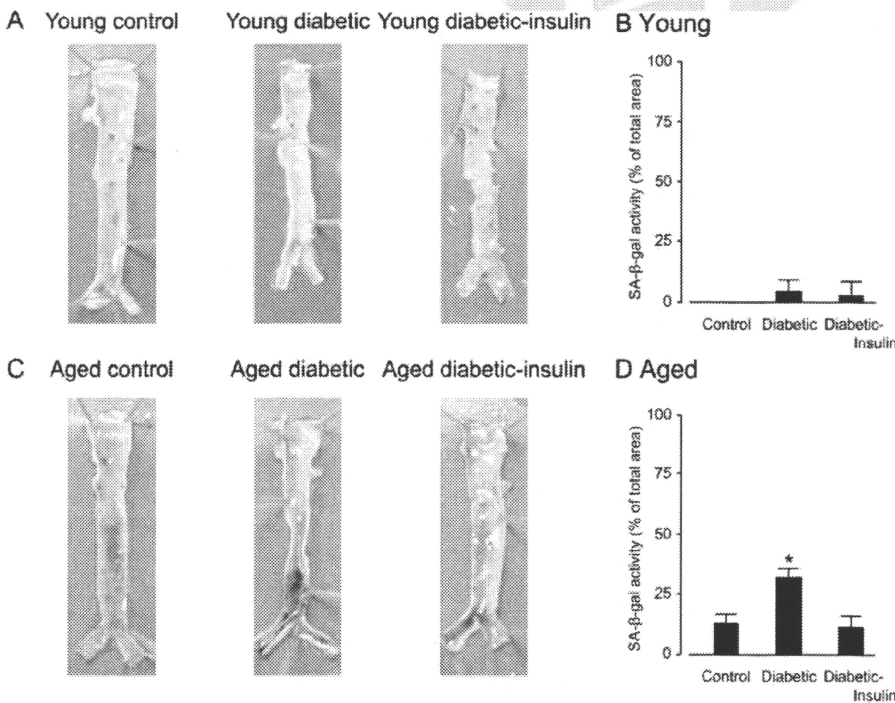 A Young control Young diabetic Young diabetic-insulin
B Young
SA-β-gal activity (% of total area)
100
75
50
25
0
Control Diabetic Diabetic-
Insulin
C Aged control Aged diabetic Aged diabetic-insulin
D Aged
SA-β-gal activity (% of total area)
100
75
50
25
0
*
Control Diabetic Diabetic-
Insulin